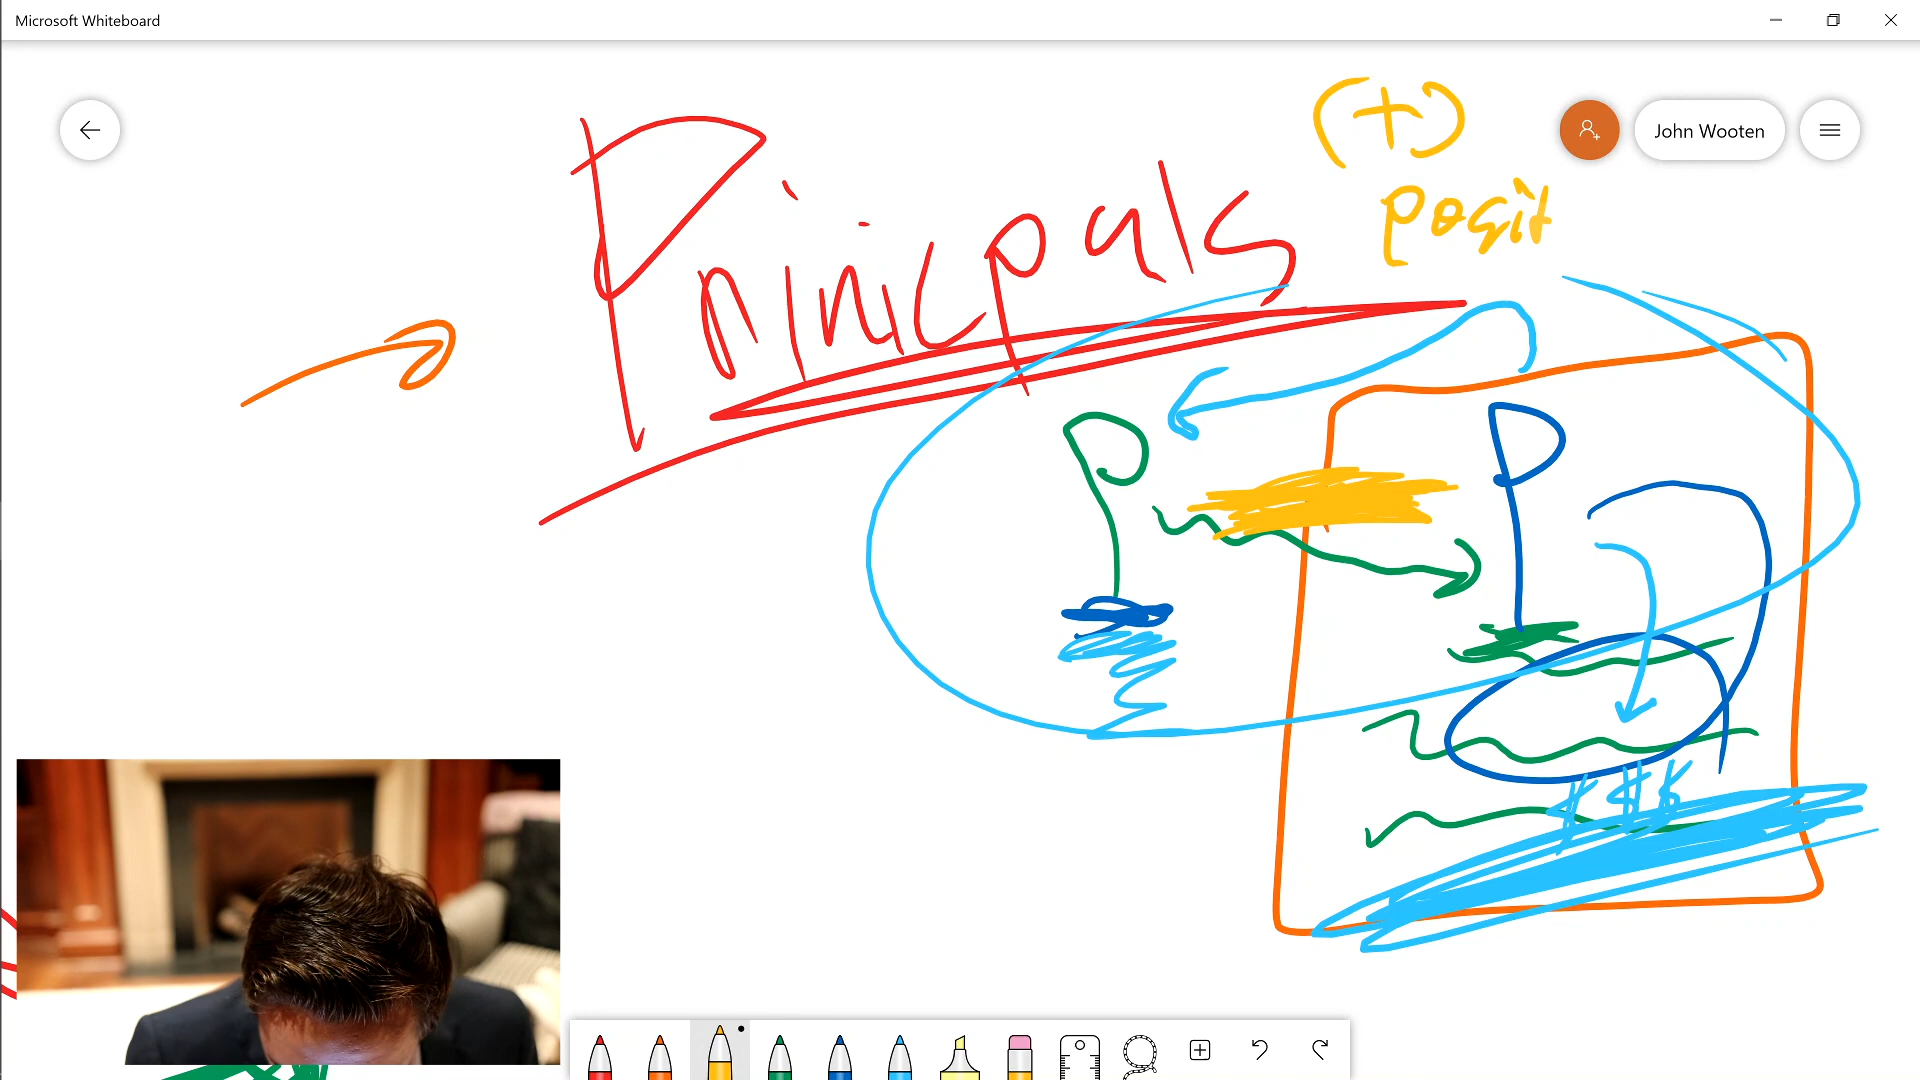 Microsoft Whiteboard
(+)
John Wooten
Prinicpals
posit
P
P
$$$